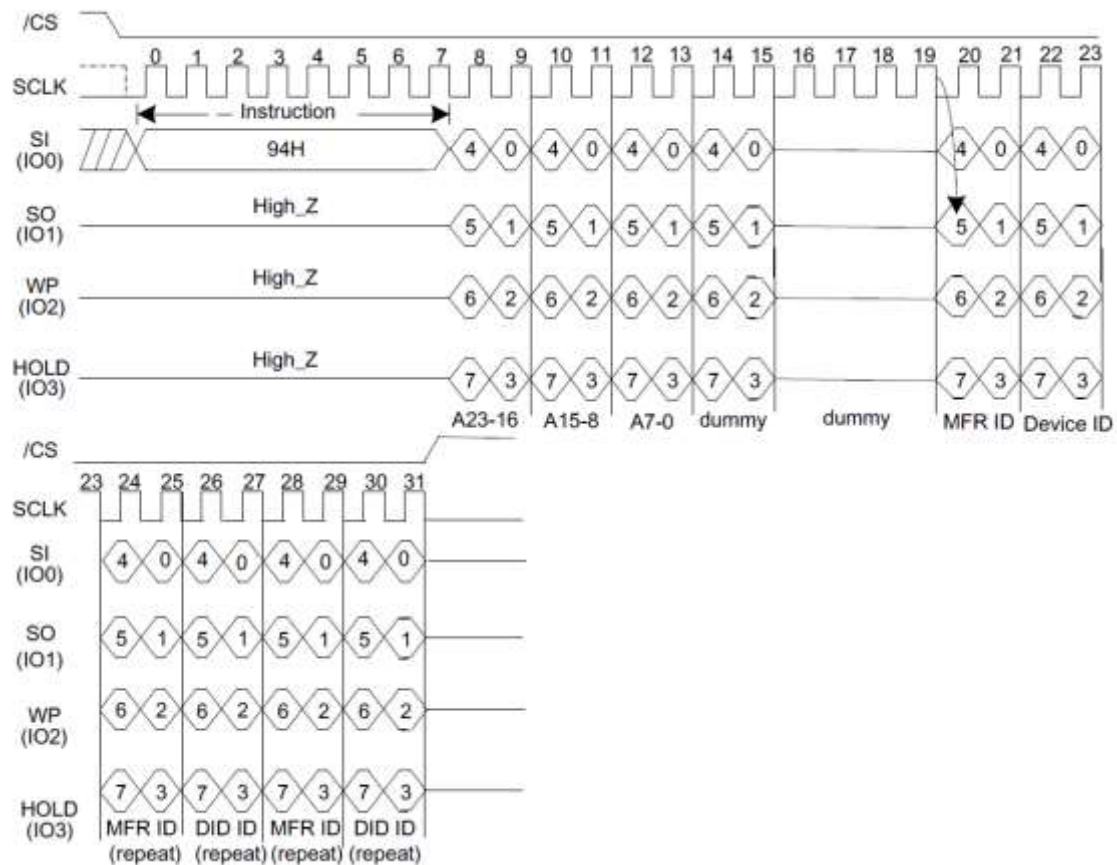 /CS
0 1 2 3 4 5 6 7 8 9 10 11 12 13 14 15 16 17 18 19 20 21 22 23
SCLK
Instruction
SI
(IO0)
94H
4 0 4 0 4 0 4 0 4 0 4 0
SO
(IO1)
High_Z
5 1 5 1 5 1 5 1 5 1 5 1
WP
(IO2)
High_Z
6 2 6 2 6 2 6 2 6 2 6 2
HOLD
(IO3)
High_Z
7 3 7 3 7 3 7 3 7 3 7 3
A23-16 A15-8 A7-0 dummy dummy MFR ID Device ID
/CS
23 24 25 26 27 28 29 30 31
SCLK
SI
(IO0)
4 0 4 0 4 0 4 0
SO
(IO1)
5 1 5 1 5 1 5 1
WP
(IO2)
6 2 6 2 6 2 6 2
HOLD
(IO3)
7 3 7 3 7 3 7 3
MFR ID DID ID MFR ID DID ID
(repeat) (repeat) (repeat) (repeat)